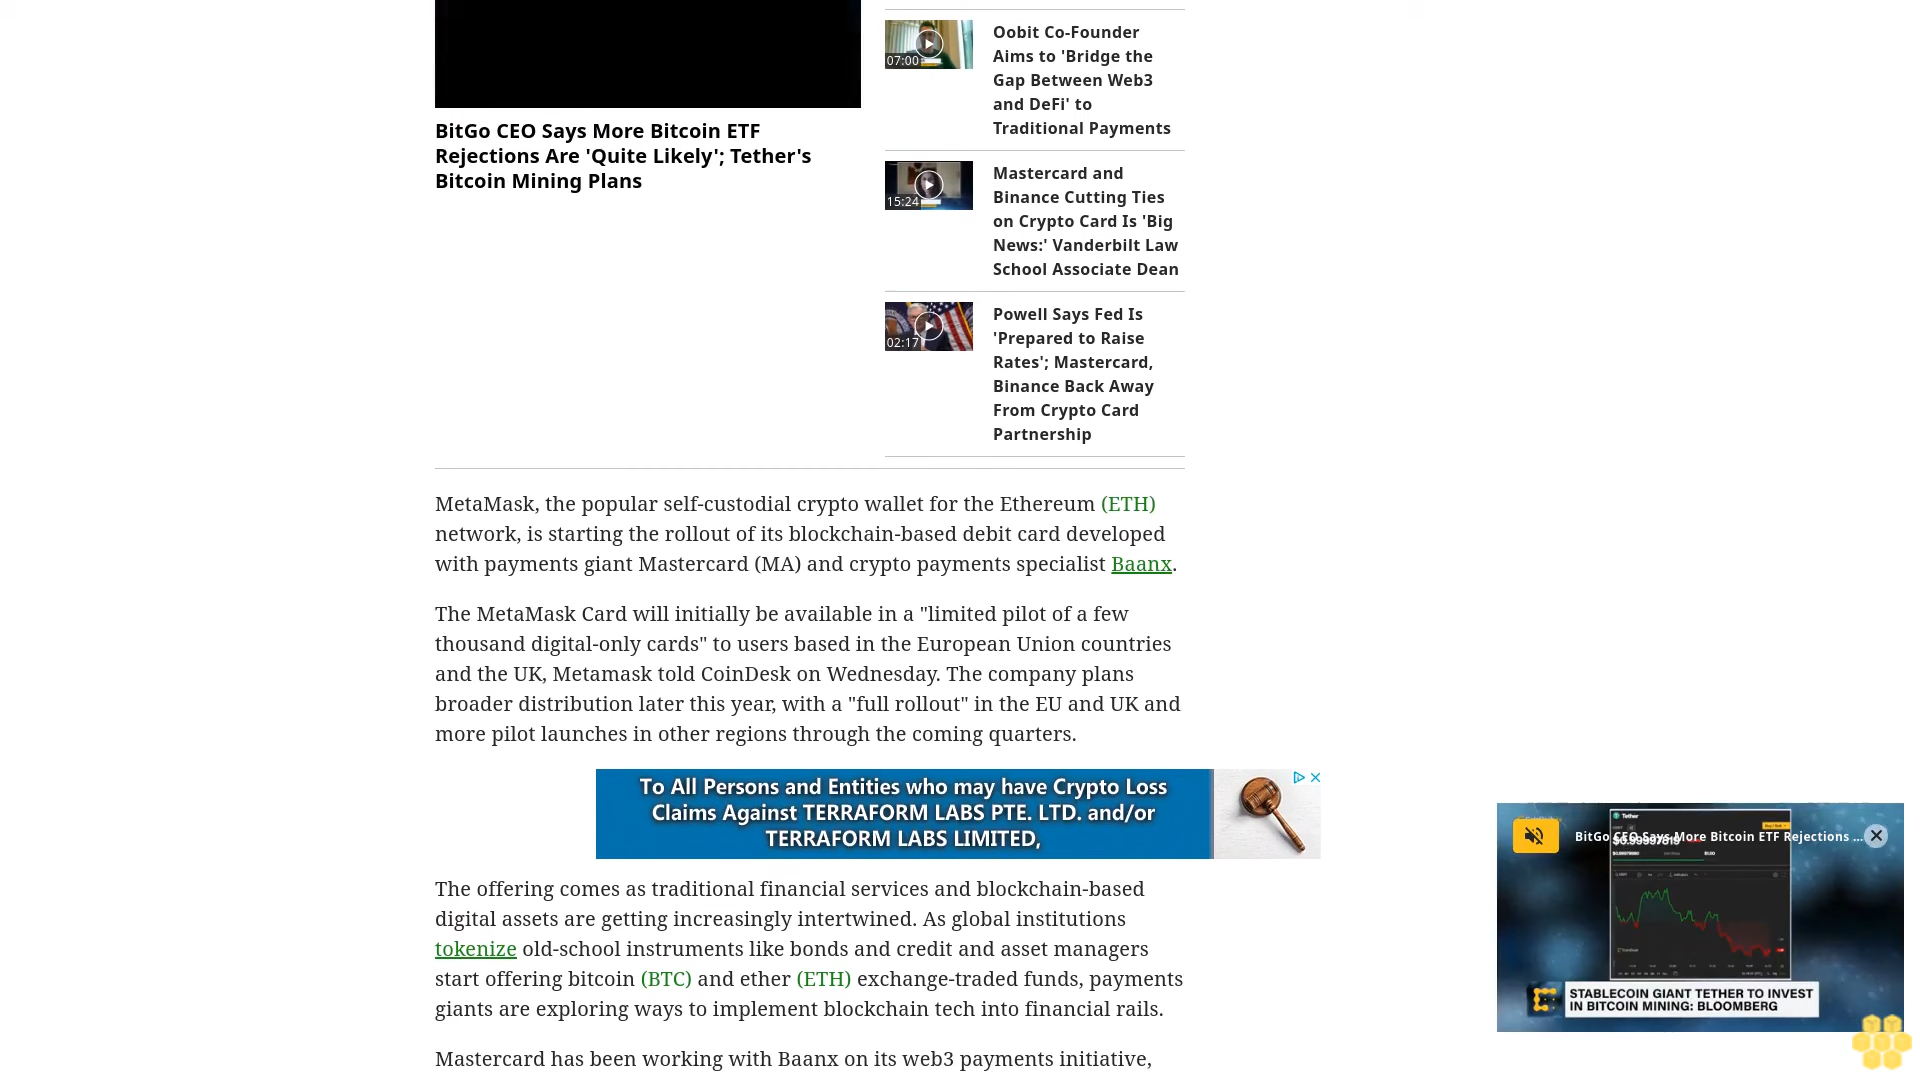 BitGo CEO Says More Bitcoin ETF
Rejections Are 'Quite Likely'; Tether's
Bitcoin Mining Plans
07:00
Oobit Co-Founder
Aims to 'Bridge the
Gap Between Web3
and DeFi' to
Traditional Payments
15:24
Mastercard and
Binance Cutting Ties
on Crypto Card Is 'Big
News:' Vanderbilt Law
School Associate Dean
02:17
Powell Says Fed Is
'Prepared to Raise
Rates'; Mastercard,
Binance Back Away
From Crypto Card
Partnership
MetaMask, the popular self-custodial crypto wallet for the Ethereum (ETH)
network, is starting the rollout of its blockchain-based debit card developed
with payments giant Mastercard (MA) and crypto payments specialist Baanx.
The MetaMask Card will initially be available in a "limited pilot of a few
thousand digital-only cards" to users based in the European Union countries
and the UK, Metamask told CoinDesk on Wednesday. The company plans
broader distribution later this year, with a "full rollout" in the EU and UK and
more pilot launches in other regions through the coming quarters.
To All Persons and Entities who may have Crypto Loss
Claims Against TERRAFORM LABS PTE. LTD. and/or
TERRAFORM LABS LIMITED,
The offering comes as traditional financial services and blockchain-based
digital assets are getting increasingly intertwined. As global institutions
tokenize old-school instruments like bonds and credit and asset managers
start offering bitcoin (BTC) and ether (ETH) exchange-traded funds, payments
giants are exploring ways to implement blockchain tech into financial rails.
Mastercard has been working with Baanx on its web3 payments initiative,
Tether
BitGo CEO Says More Bitcoin ETF Rejections ...
$0.99997819
STABLECOIN GIANT TETHER TO INVEST
IN BITCOIN MINING: BLOOMBERG